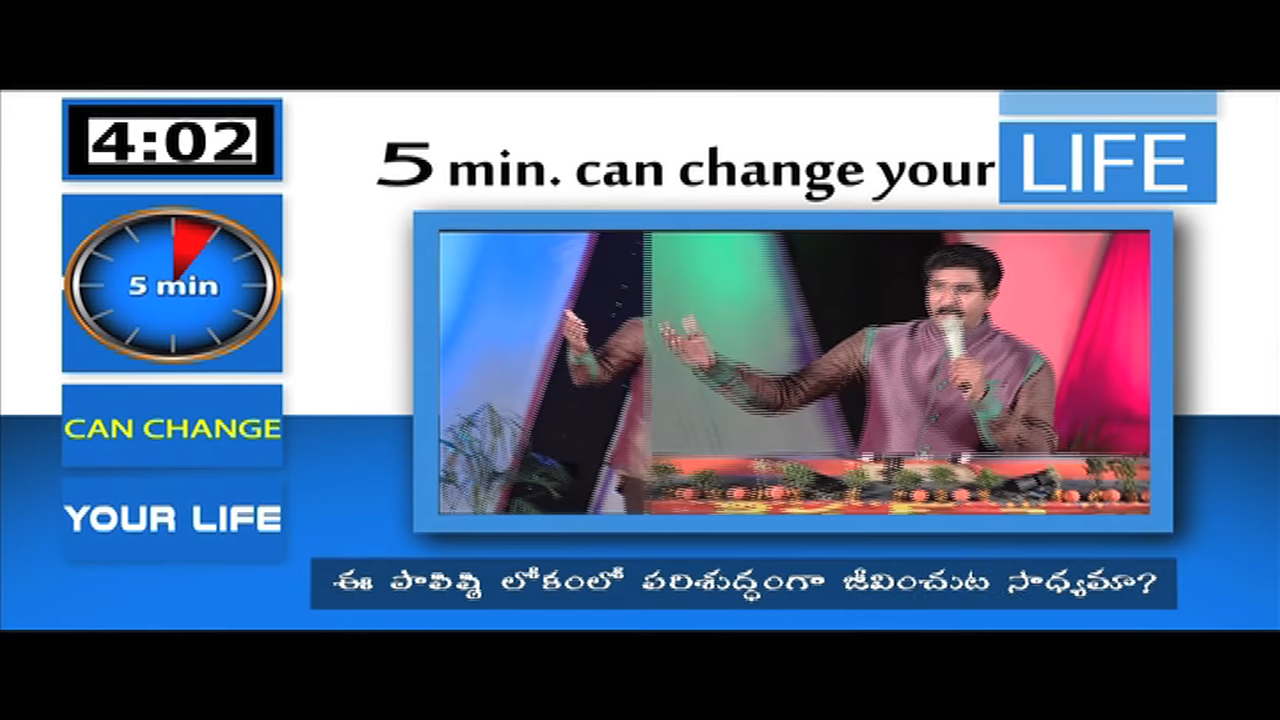 4:02
5 min. can change your LIFE
5 min
CAN CHANGE
YOUR LIFE
ఈ పాపిష్ఠి లోకంలో పరిశుద్ధంగా జీవించుట సాధ్యమా?